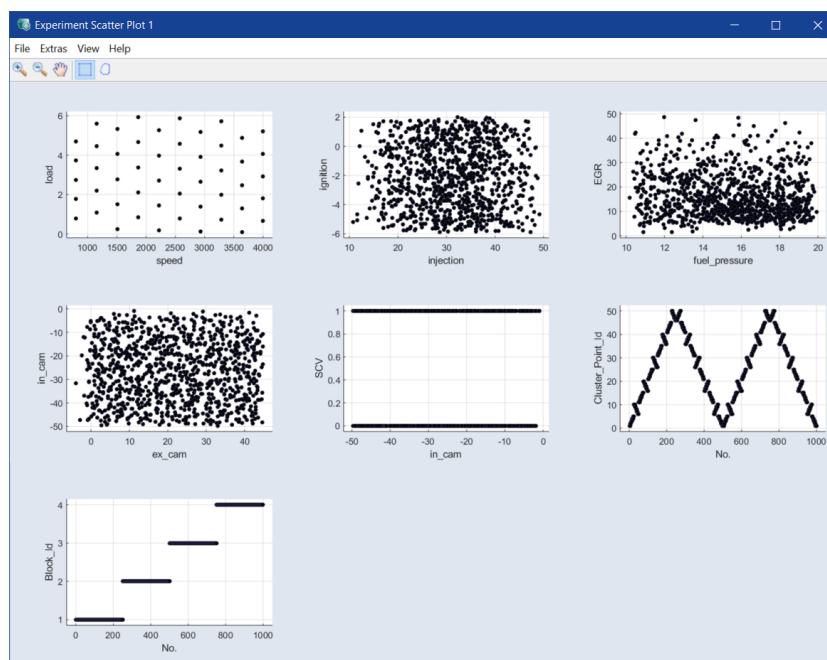 Experiment Scatter Plot 1
File Extras View Help
load
6
4
2
0
1000 1500 2000 2500 3000 3500 4000
speed
ignition
2
0
-2
-4
-6
10 20 30 40 50
injection
EGR
50
40
30
20
10
0
10 12 14 16 18 20
fuel_pressure
in_cam
0
-10
-20
-30
-40
-50
0 10 20 30 40
ex_cam
SCV
1
0.8
0.6
0.4
0.2
0
-50 -40 -30 -20 -10 0
in_cam
Cluster_Point_Id
50
40
30
20
10
0
0 200 400 600 800 1000
No.
Block_Id
4
3
2
1
0 200 400 600 800 1000
No.